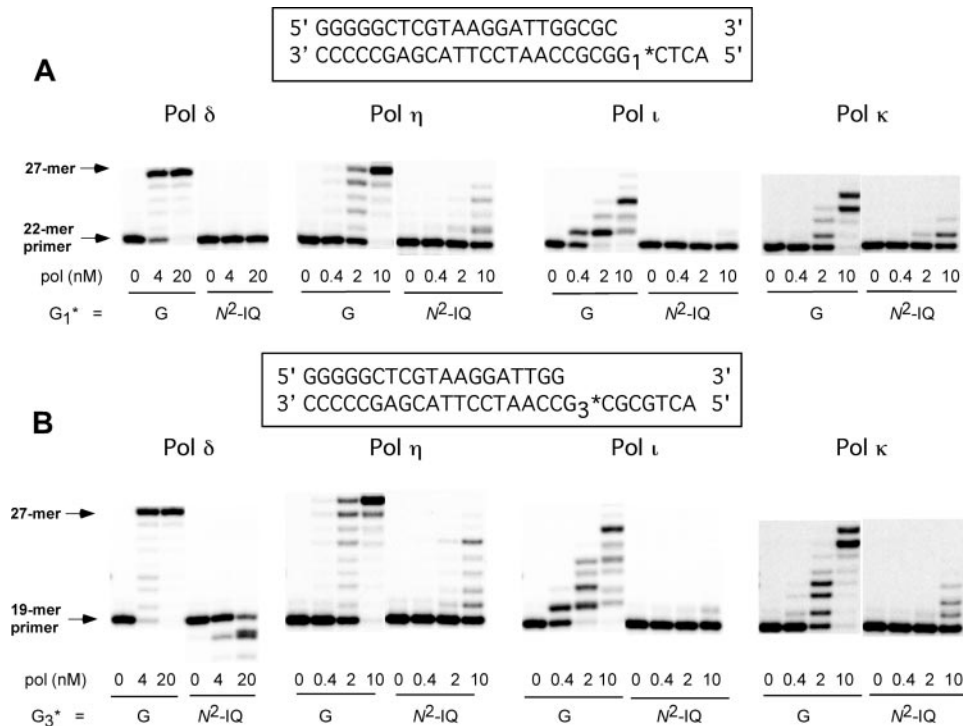 5' GGGGGCTCGTAAGGATTGGCGC 3'
3' CCCCCGAGCATTCCTAACCGCGG1*CTCA 5'
A
Pol δ Pol η Pol ι Pol κ
27-mer
22-mer
primer
pol (nM) 0 4 20 0 4 20 0 0.4 2 10 0 0.4 2 10 0 0.4 2 10 0 0.4 2 10 0 0.4 2 10 0 0.4 2 10
G1* = G N2-IQ G N2-IQ G N2-IQ G N2-IQ
5' GGGGGCTCGTAAGGATTGG 3'
3' CCCCCGAGCATTCCTAACCG3*CGCGTCA 5'
B
Pol δ Pol η Pol ι Pol κ
27-mer
19-mer
primer
pol (nM) 0 4 20 0 4 20 0 0.4 2 10 0 0.4 2 10 0 0.4 2 10 0 0.4 2 10 0 0.4 2 10 0 0.4 2 10
G3* = G N2-IQ G N2-IQ G N2-IQ G N2-IQ